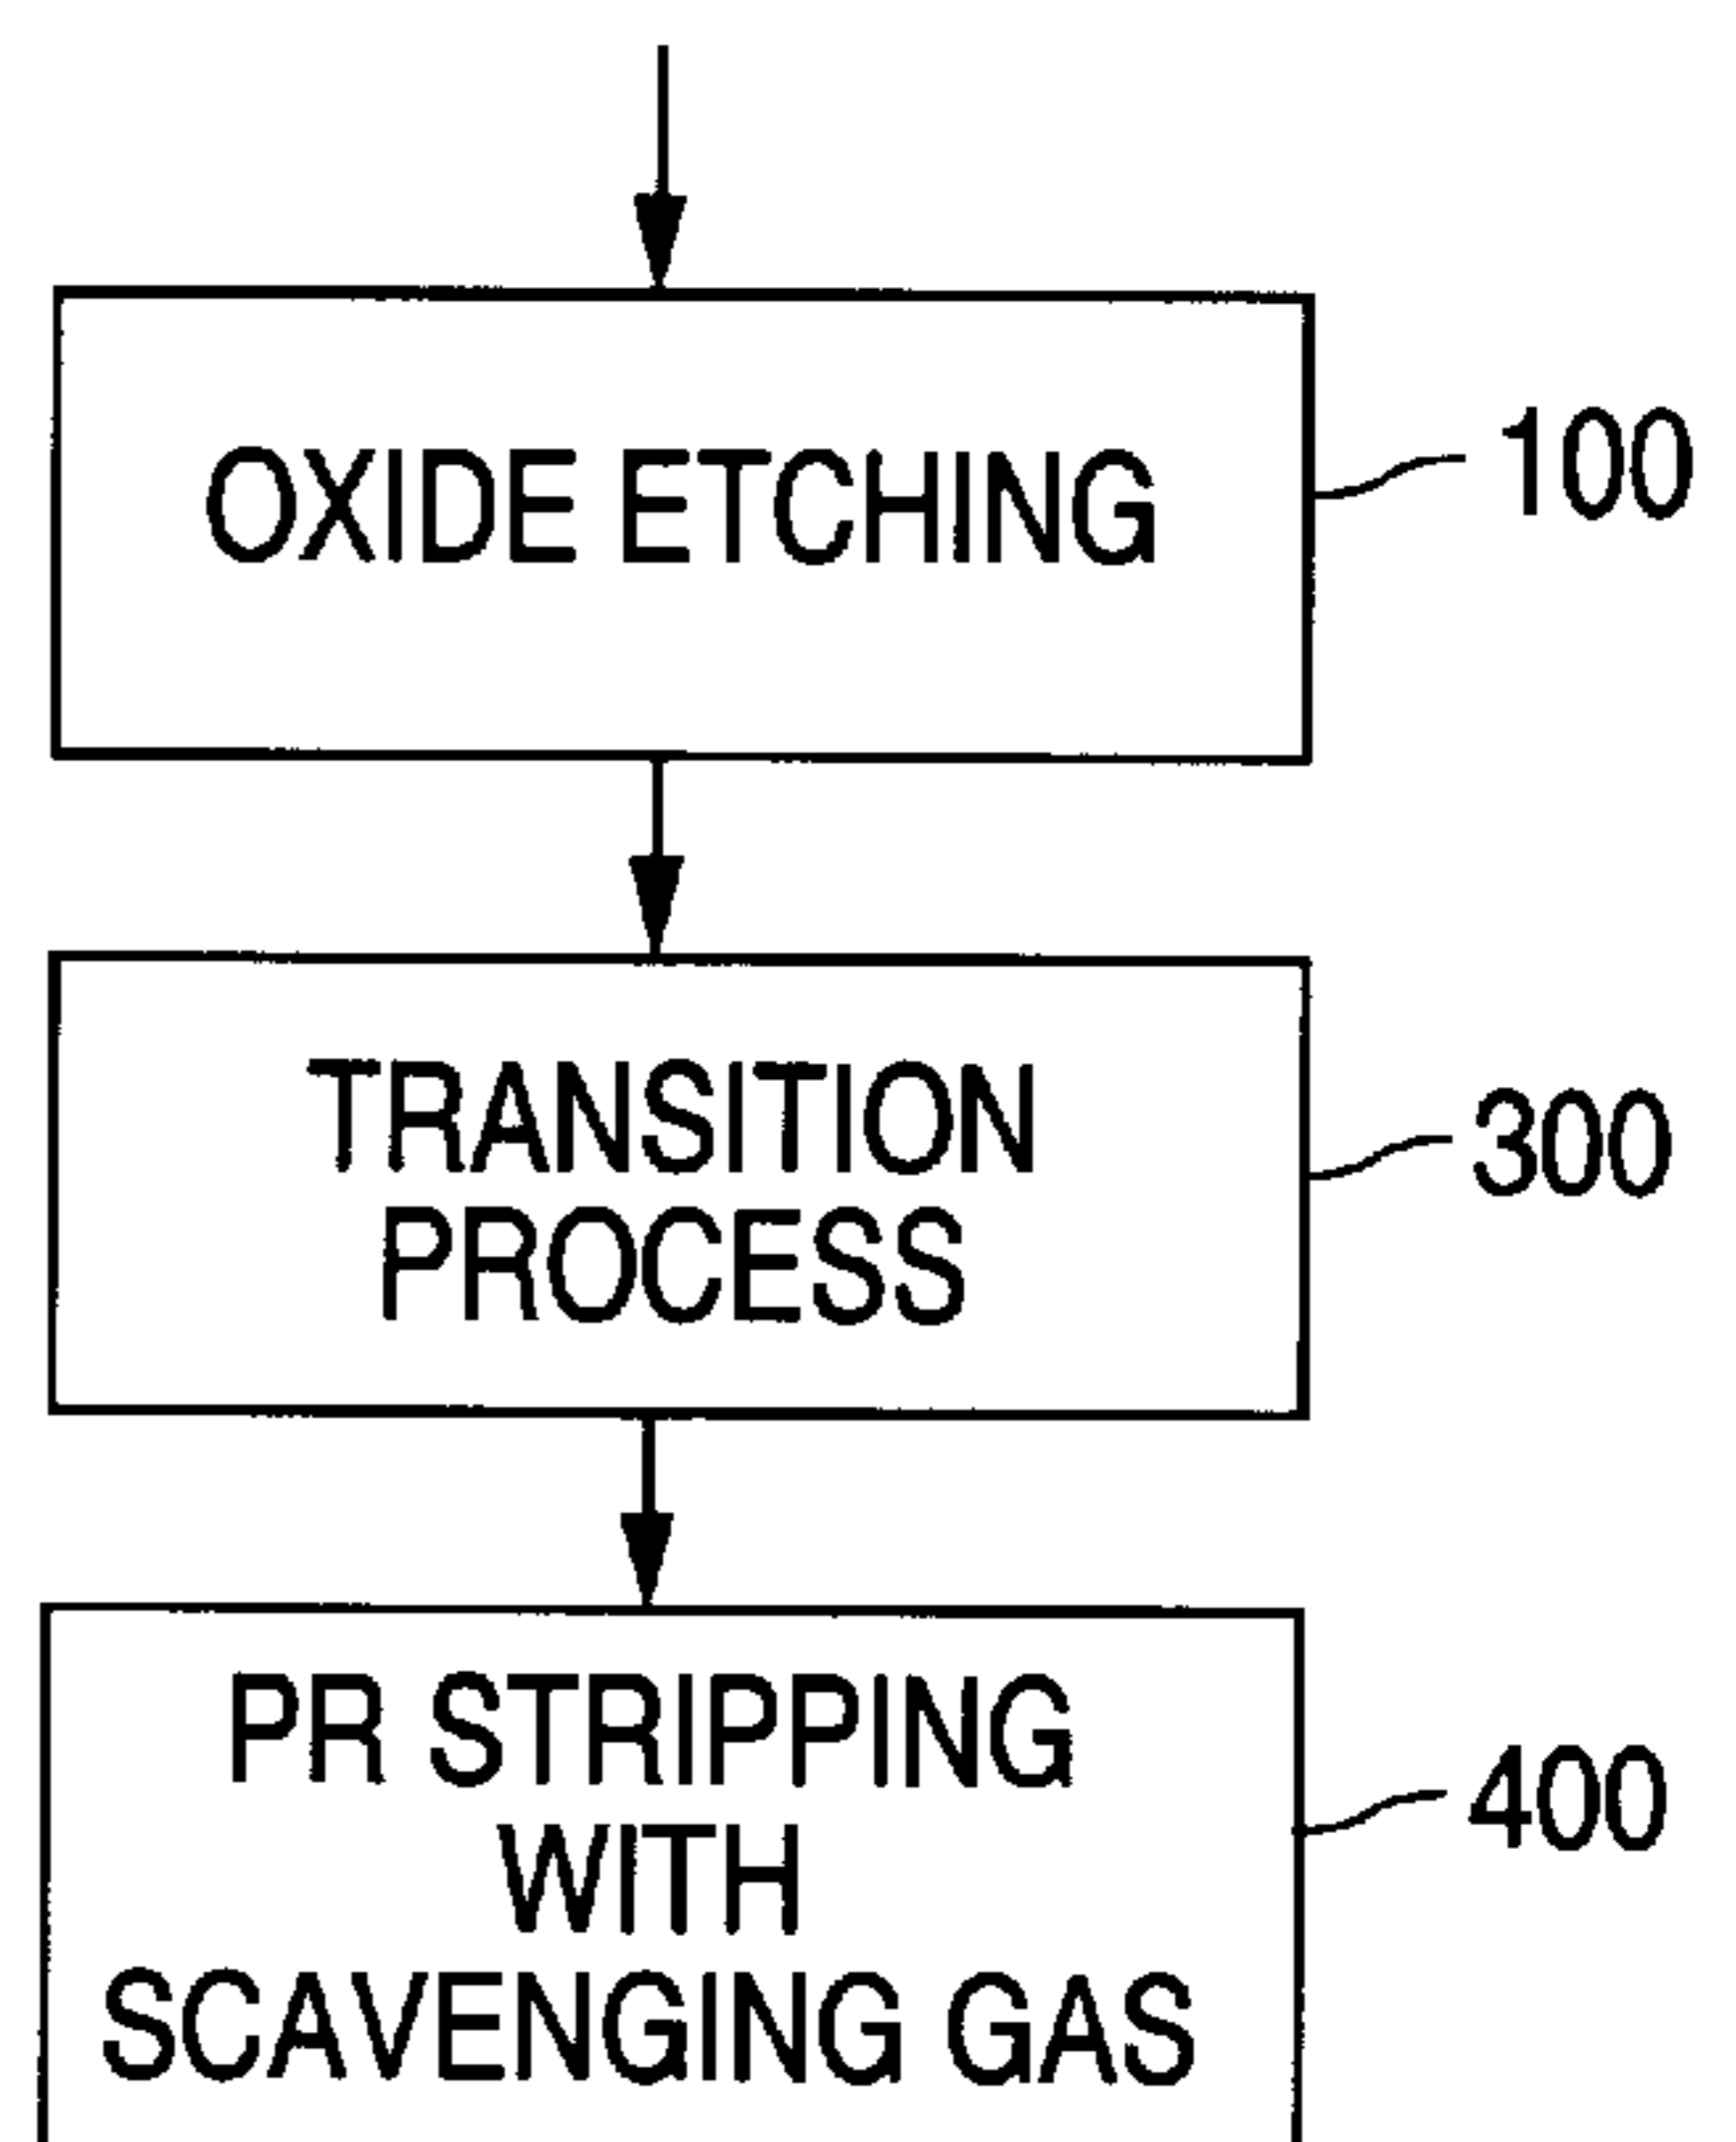 OXIDE ETCHING
100
TRANSITION
PROCESS
300
PR STRIPPING
WITH
SCAVENGING GAS
400